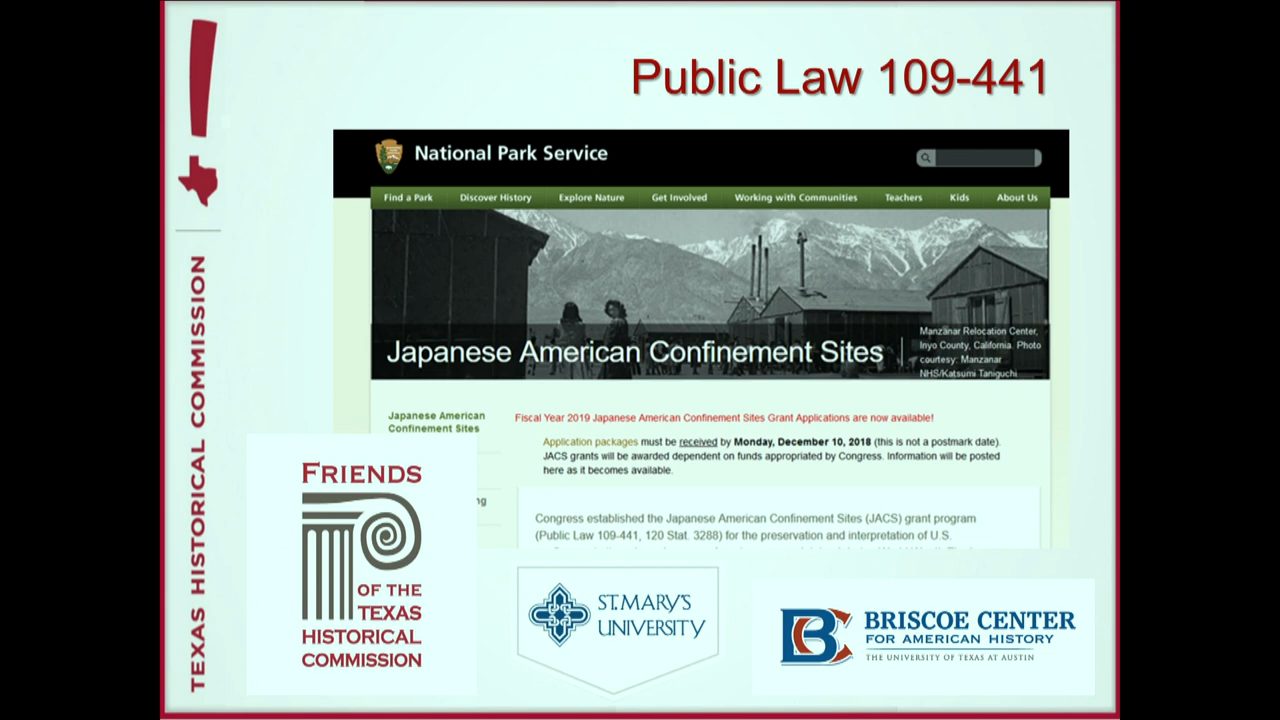 Public Law 109-441
TEXAS HISTORICAL COMMISSION
National Park Service
Find a Park
Discover History
Explore Nature
Get Involved
Working with Communities
Teachers
Kids
About Us
Japanese American Confinement Sites
Manzanar Relocation Center,
Inyo County, California. Photo
courtesy: Manzanar
NHS/Katsumi Taniguchi
Japanese American
Confinement Sites
ng
Fiscal Year 2019 Japanese American Confinement Sites Grant Applications are now available!
Application packages must be received by Monday, December 10, 2018 (this is not a postmark date).
JACS grants will be awarded dependent on funds appropriated by Congress. Information will be posted
here as it becomes available.
Congress established the Japanese American Confinement Sites (JACS) grant program
(Public Law 109-441, 120 Stat. 3288) for the preservation and interpretation of U.S.
FRIENDS
OF THE
TEXAS
HISTORICAL
COMMISSION
ST. MARY'S
UNIVERSITY
B
BRISCOE CENTER
FOR AMERICAN HISTORY
THE UNIVERSITY OF TEXAS AT AUSTIN